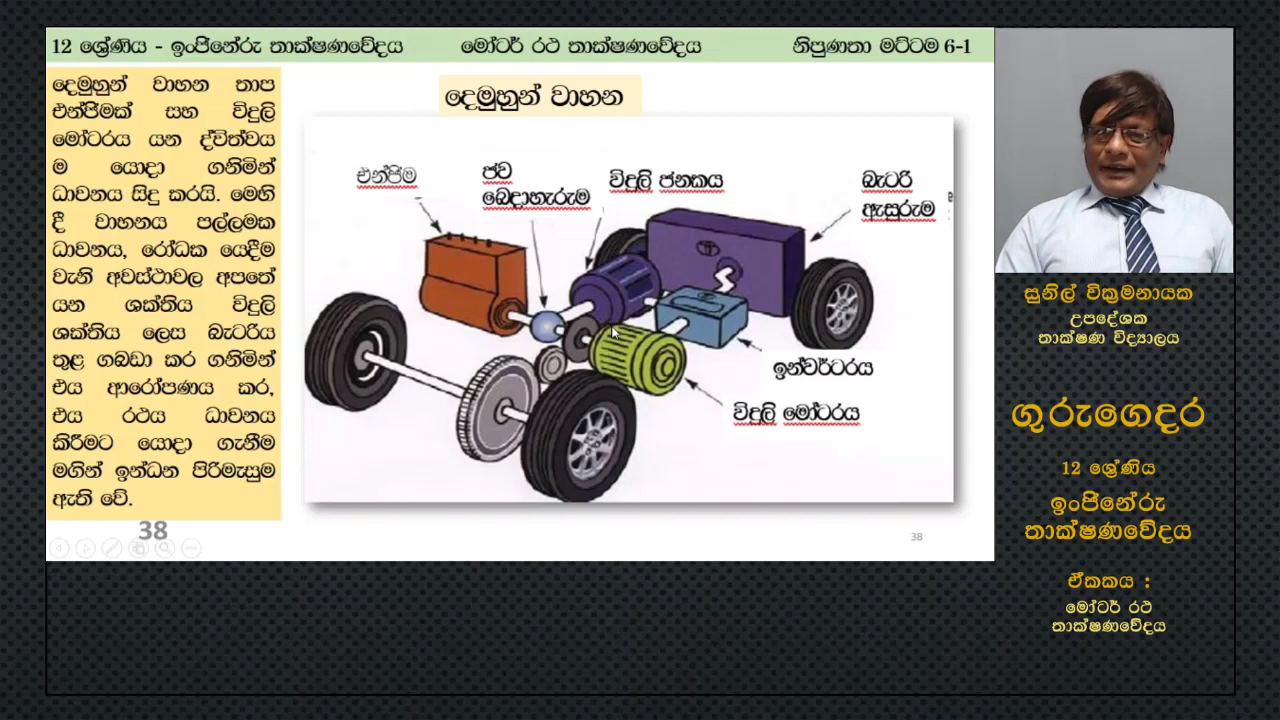 12 ශ්‍රේණිය - ඉංජිනේරු තාක්ෂණවේදය මෝටර් රථ තාක්ෂණවේදය නිපුණතා මට්ටම 6-1
දෙමුහුන් වාහන
දෙමුහුන් වාහන තාප
එන්ජිමක් සහ විදුලි
මෝටරය යන ද්විත්වය
ම යොදා ගනිමින්
ධාවනය සිදු කරයි. මෙහි
දී වාහනය පල්ලමක
ධාවනය, රෝධක යෙදීම
වැනි අවස්ථාවල අපතේ
යන ශක්තිය විදුලි
ශක්තිය ලෙස බැටරිය
තුළ ගබඩා කර ගනිමින්
එය ආරෝපණය කර,
එය රථය ධාවනය
කිරීමට යොදා ගැනීම
මගින් ඉන්ධන පිරිමැසුම
ඇති වේ.
එන්ජිම
ජව
බෙදාහැරුම
විදුලි ජනකය
බැටරි
ඇසුරුම
ඉන්වර්ටරය
විදුලි මෝටරය
38
38
සුනිල් වික්‍රමනායක
උපදේශක
තාක්ෂණ විද්‍යාලය
ගුරුගෙදර
12 ශ්‍රේණිය
ඉංජිනේරු
තාක්ෂණවේදය
ඒකකය :
මෝටර් රථ
තාක්ෂණවේදය